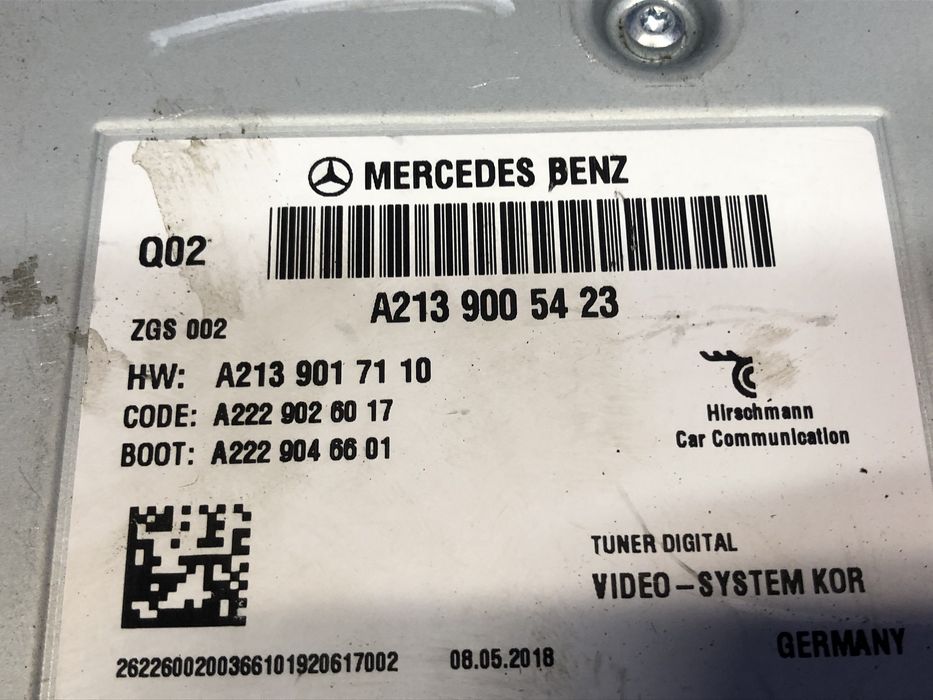 MERCEDES BENZ
Q02
A213 900 54 23
ZGS 002
HW: A213 901 71 10
CODE: A222 902 60 17
BOOT: A222 904 66 01
Hirschmann
Car Communication
TUNER DIGITAL
VIDEO-SYSTEM KOR
GERMANY
2622600200366101920617002
08.05.2018